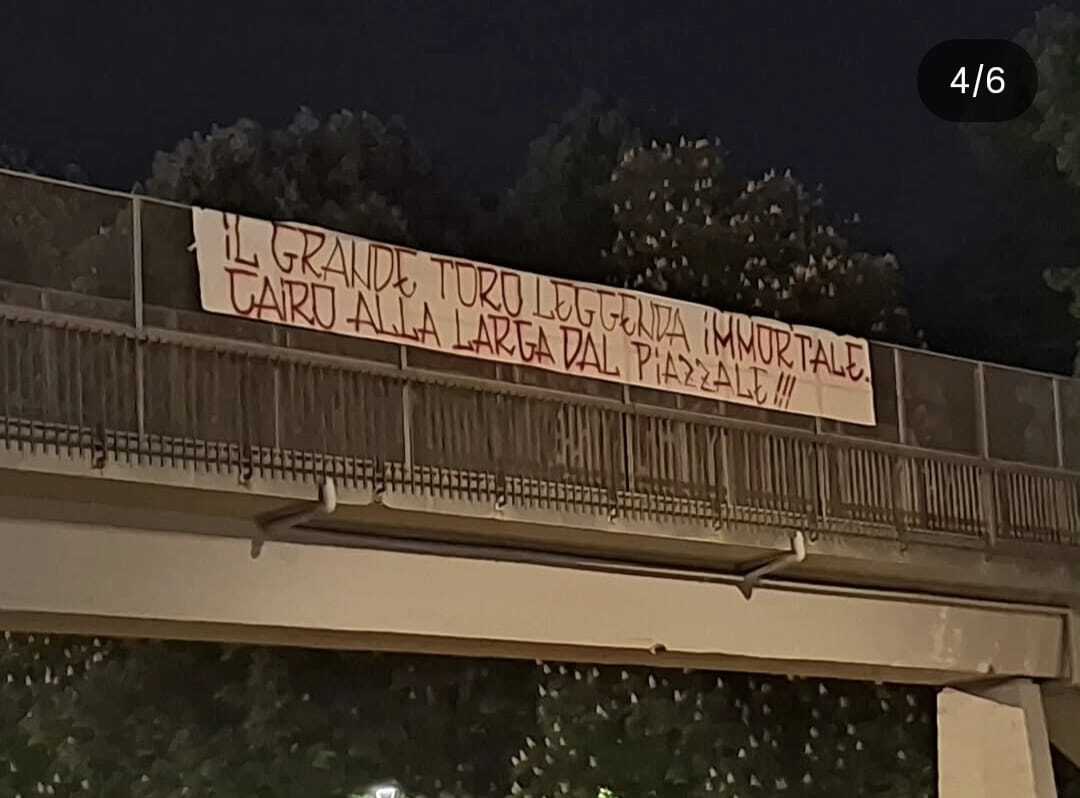 4/6
iL GRANDE TORO LEGGENDA iMMORTALE.
CAiRO ALLA LARGA DAL PiAZZALE!!!